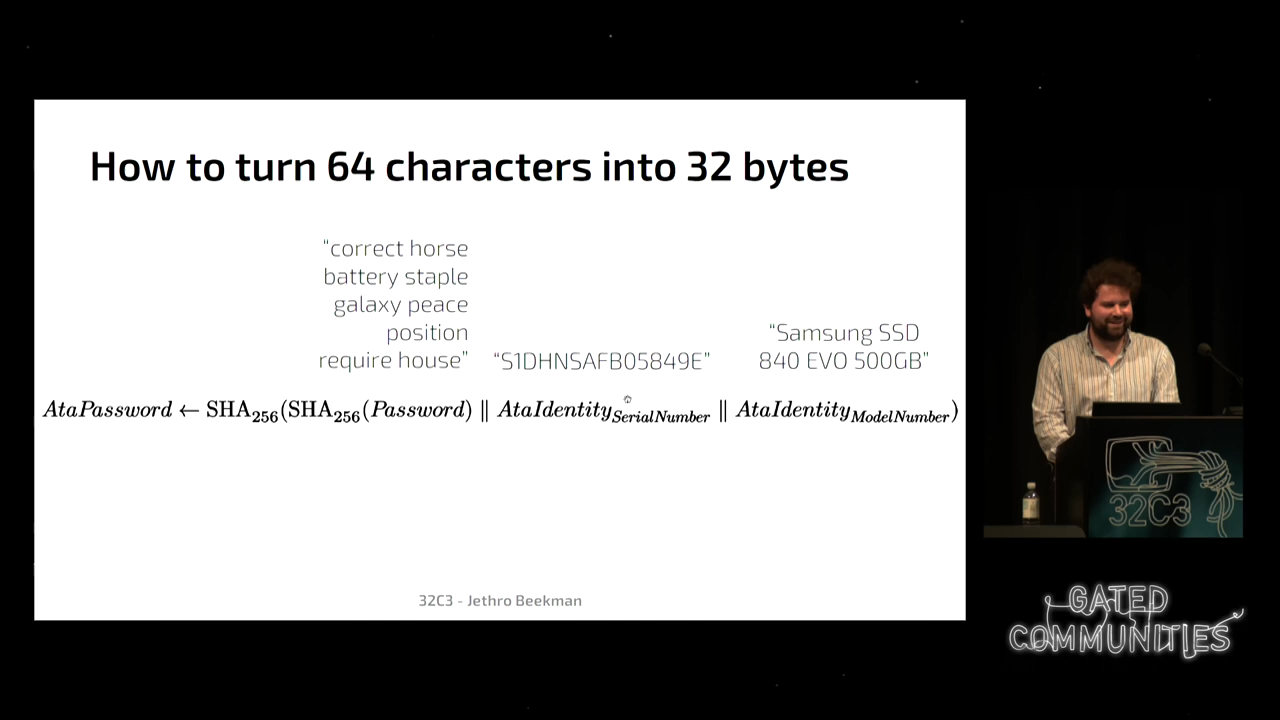 How to turn 64 characters into 32 bytes
“correct horse
battery staple
galaxy peace
position
require house”
“S1DHNSAFB05849E”
“Samsung SSD
840 EVO 500GB”
AtaPassword ← SHA256(SHA256(Password) ‖ AtaIdentitySerialNumber ‖ AtaIdentityModelNumber)
32C3 - Jethro Beekman
32C3
GATED
COMMUNITIES